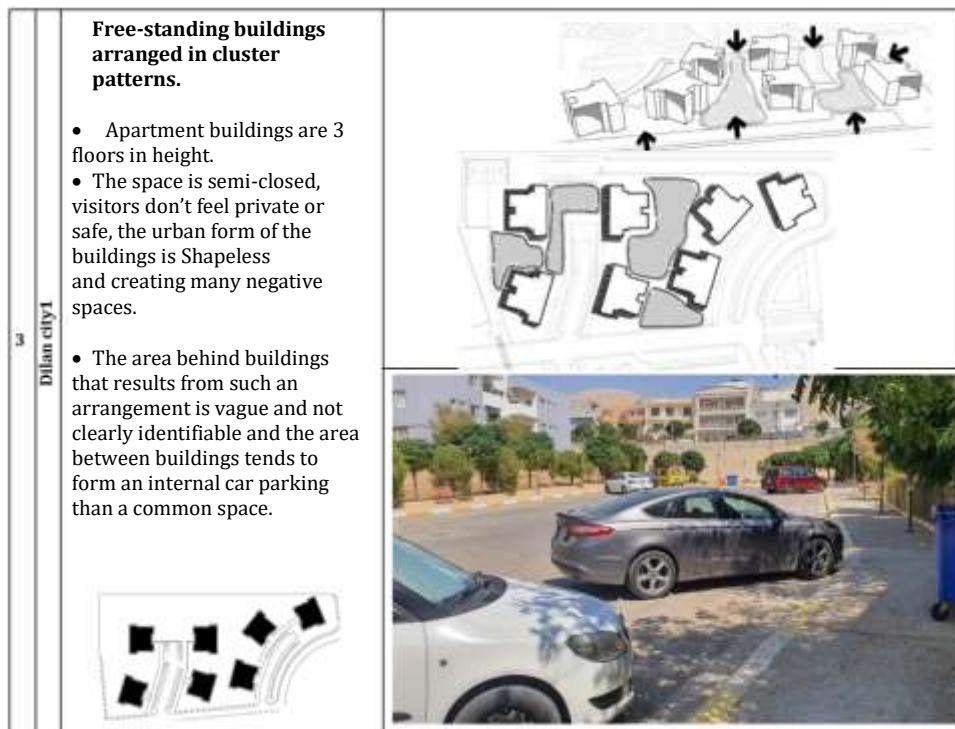 3
Dilan city1
Free-standing buildings
arranged in cluster
patterns.
• Apartment buildings are 3
floors in height.
• The space is semi-closed,
visitors don’t feel private or
safe, the urban form of the
buildings is Shapeless
and creating many negative
spaces.
• The area behind buildings
that results from such an
arrangement is vague and not
clearly identifiable and the area
between buildings tends to
form an internal car parking
than a common space.